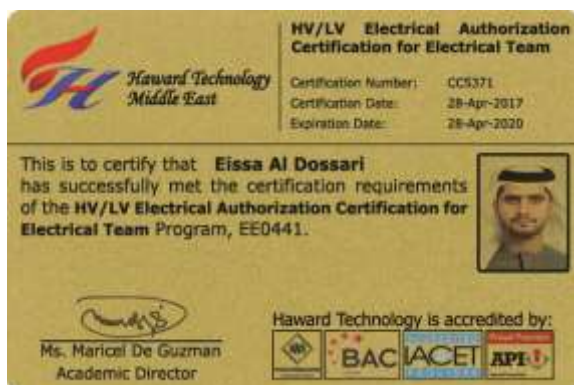 Haward Technology
Middle East
HV/LV Electrical Authorization
Certification for Electrical Team
Certification Number: CC5371
Certification Date: 28-Apr-2017
Expiration Date: 28-Apr-2020
This is to certify that Eissa Al Dossari
has successfully met the certification requirements
of the HV/LV Electrical Authorization Certification for
Electrical Team Program, EE0441.
Ms. Maricel De Guzman
Academic Director
Haward Technology is accredited by:
BAC
IACET
API